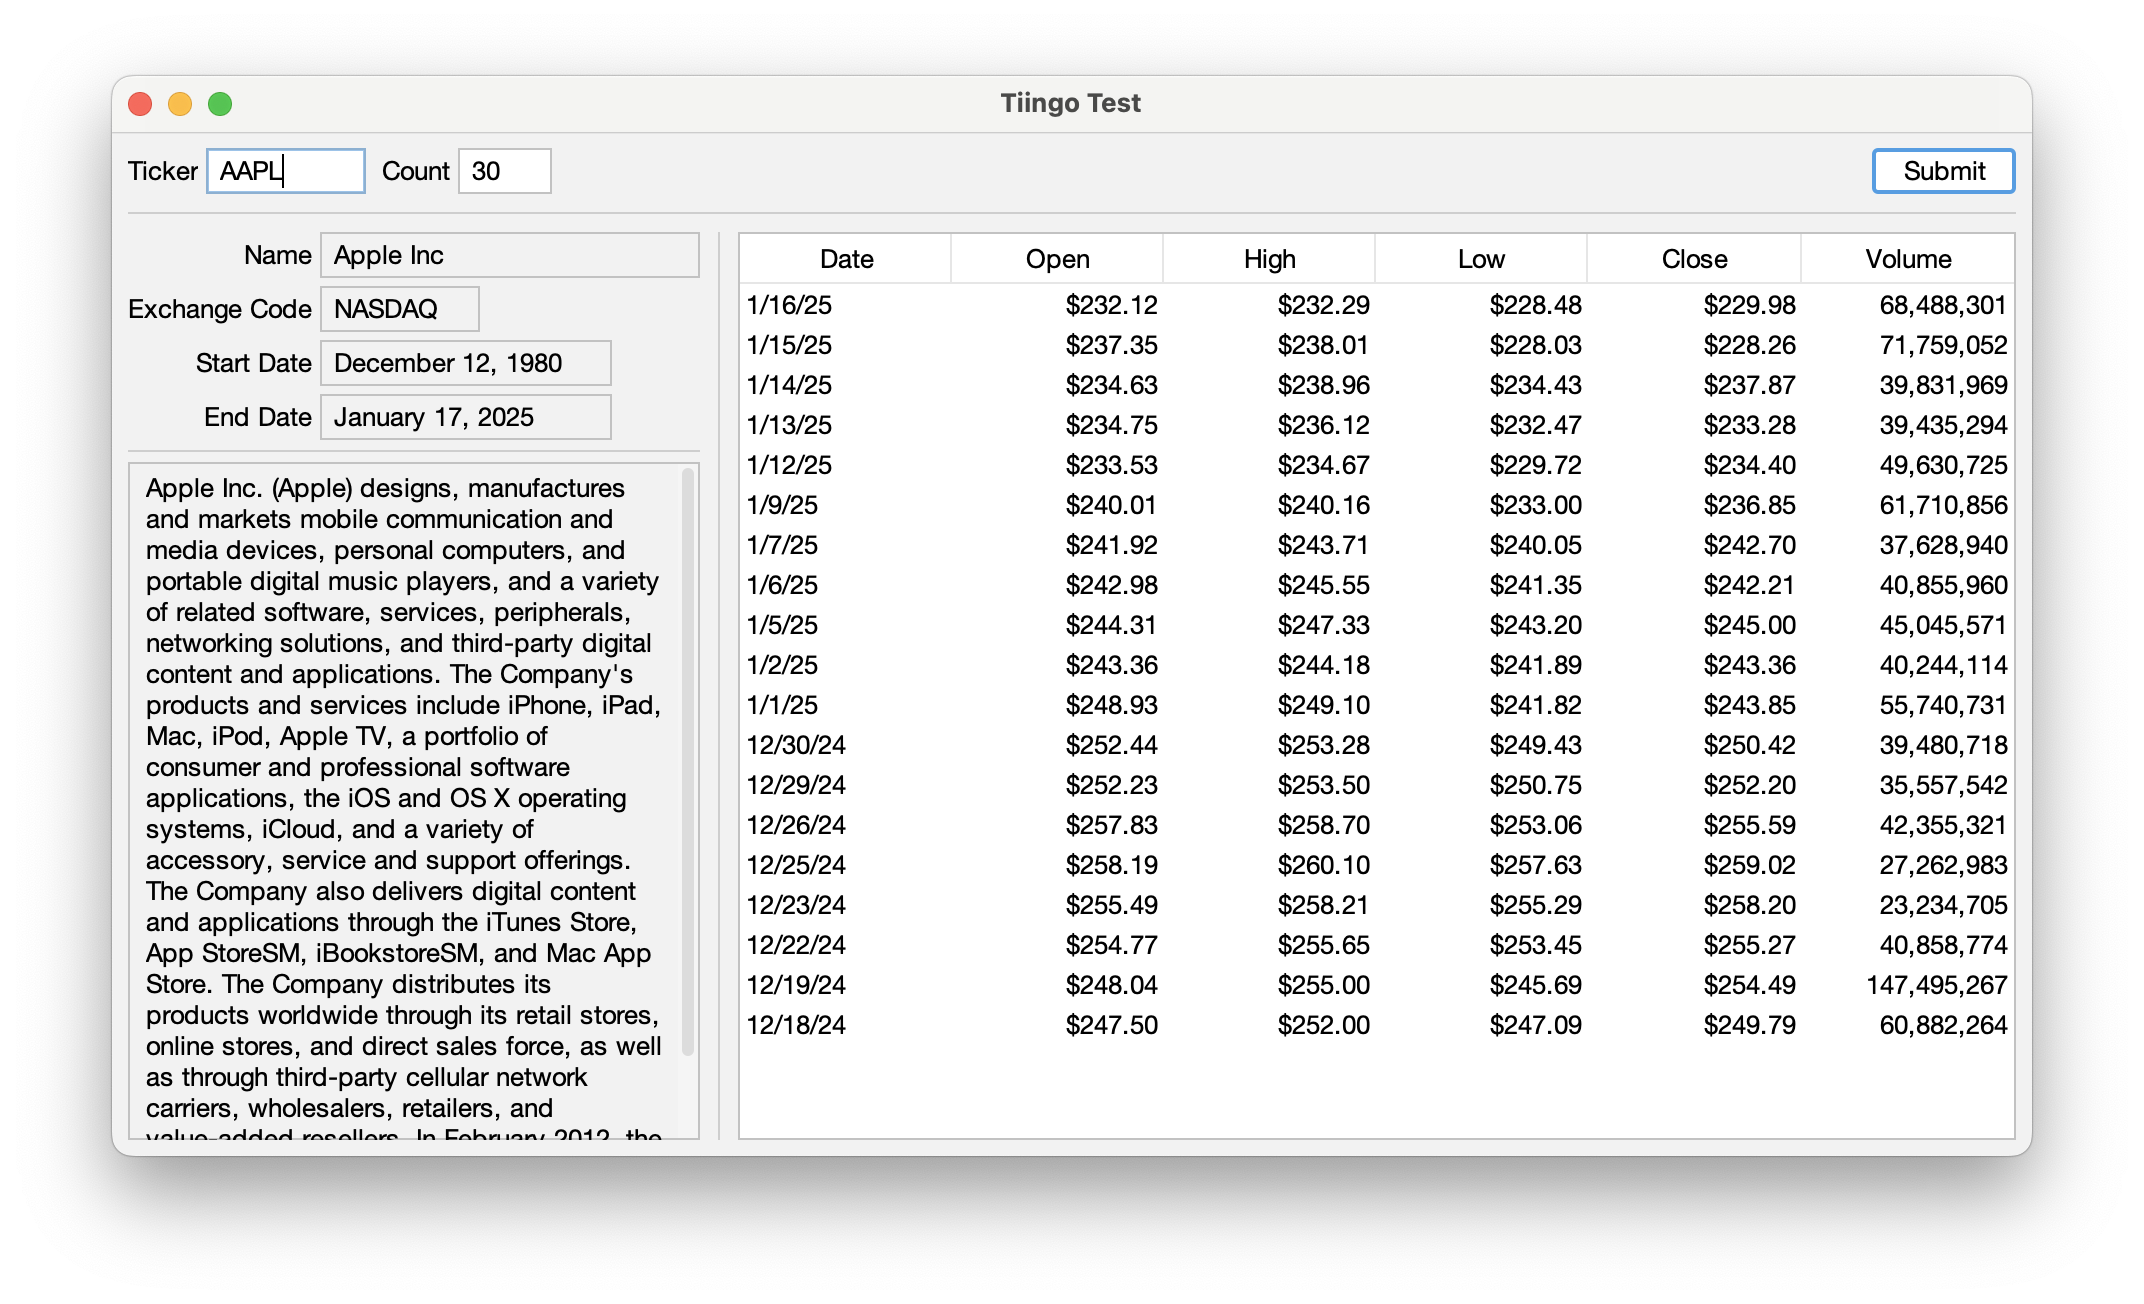 Tiingo Test
Ticker AAPL Count 30 Submit
Name Apple Inc
Exchange Code NASDAQ
Start Date December 12, 1980
End Date January 17, 2025
Apple Inc. (Apple) designs, manufactures
and markets mobile communication and
media devices, personal computers, and
portable digital music players, and a variety
of related software, services, peripherals,
networking solutions, and third-party digital
content and applications. The Company's
products and services include iPhone, iPad,
Mac, iPod, Apple TV, a portfolio of
consumer and professional software
applications, the iOS and OS X operating
systems, iCloud, and a variety of
accessory, service and support offerings.
The Company also delivers digital content
and applications through the iTunes Store,
App StoreSM, iBookstoreSM, and Mac App
Store. The Company distributes its
products worldwide through its retail stores,
online stores, and direct sales force, as well
as through third-party cellular network
carriers, wholesalers, retailers, and
value-added resellers. In February 2012, the
Date Open High Low Close Volume
1/16/25 $232.12 $232.29 $228.48 $229.98 68,488,301
1/15/25 $237.35 $238.01 $228.03 $228.26 71,759,052
1/14/25 $234.63 $238.96 $234.43 $237.87 39,831,969
1/13/25 $234.75 $236.12 $232.47 $233.28 39,435,294
1/12/25 $233.53 $234.67 $229.72 $234.40 49,630,725
1/9/25 $240.01 $240.16 $233.00 $236.85 61,710,856
1/7/25 $241.92 $243.71 $240.05 $242.70 37,628,940
1/6/25 $242.98 $245.55 $241.35 $242.21 40,855,960
1/5/25 $244.31 $247.33 $243.20 $245.00 45,045,571
1/2/25 $243.36 $244.18 $241.89 $243.36 40,244,114
1/1/25 $248.93 $249.10 $241.82 $243.85 55,740,731
12/30/24 $252.44 $253.28 $249.43 $250.42 39,480,718
12/29/24 $252.23 $253.50 $250.75 $252.20 35,557,542
12/26/24 $257.83 $258.70 $253.06 $255.59 42,355,321
12/25/24 $258.19 $260.10 $257.63 $259.02 27,262,983
12/23/24 $255.49 $258.21 $255.29 $258.20 23,234,705
12/22/24 $254.77 $255.65 $253.45 $255.27 40,858,774
12/19/24 $248.04 $255.00 $245.69 $254.49 147,495,267
12/18/24 $247.50 $252.00 $247.09 $249.79 60,882,264